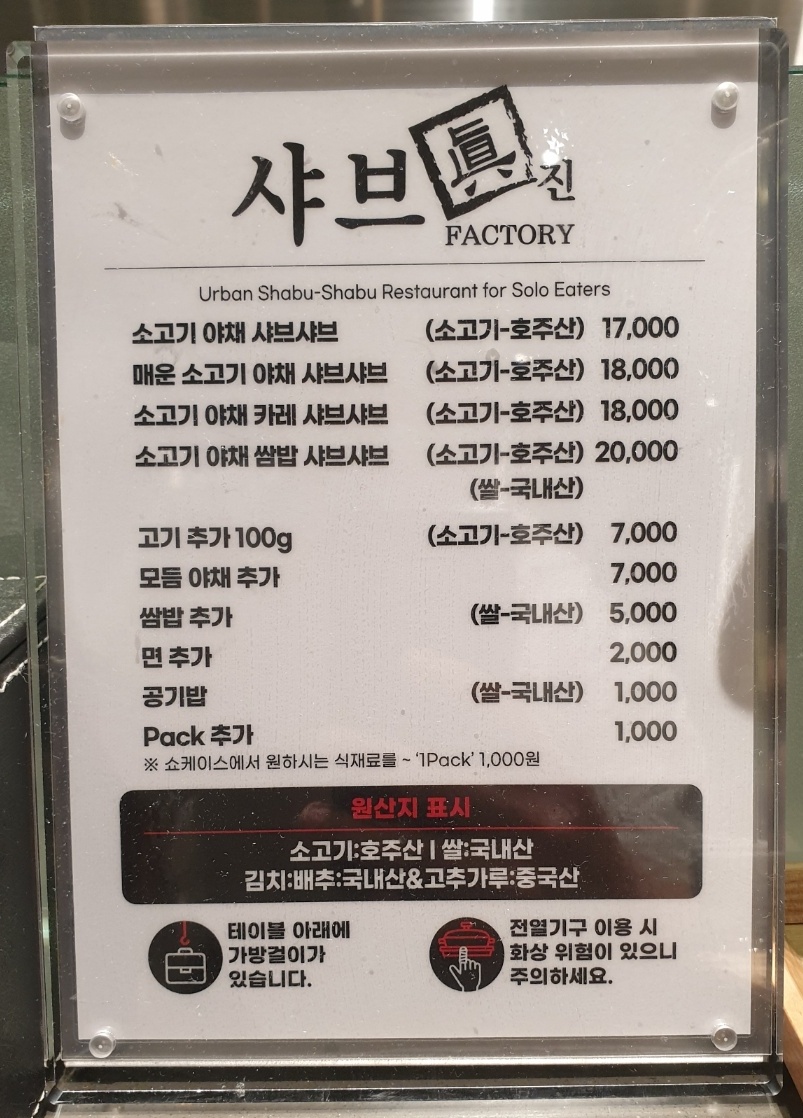 샤브眞진
FACTORY
Urban Shabu-Shabu Restaurant for Solo Eaters
소고기 야채 샤브샤브 (소고기-호주산) 17,000
매운 소고기 야채 샤브샤브 (소고기-호주산) 18,000
소고기 야채 카레 샤브샤브 (소고기-호주산) 18,000
소고기 야채 쌈밥 샤브샤브 (소고기-호주산) 20,000
(쌀-국내산)
고기 추가 100g (소고기-호주산) 7,000
모듬 야채 추가 7,000
쌈밥 추가 (쌀-국내산) 5,000
면 추가 2,000
공기밥 (쌀-국내산) 1,000
Pack 추가 1,000
※ 쇼케이스에서 원하시는 식재료를 ~ ‘1Pack’ 1,000원
원산지 표시
소고기:호주산 | 쌀:국내산
김치:배추:국내산&고추가루:중국산
테이블 아래에
가방걸이가
있습니다.
전열기구 이용 시
화상 위험이 있으니
주의하세요.